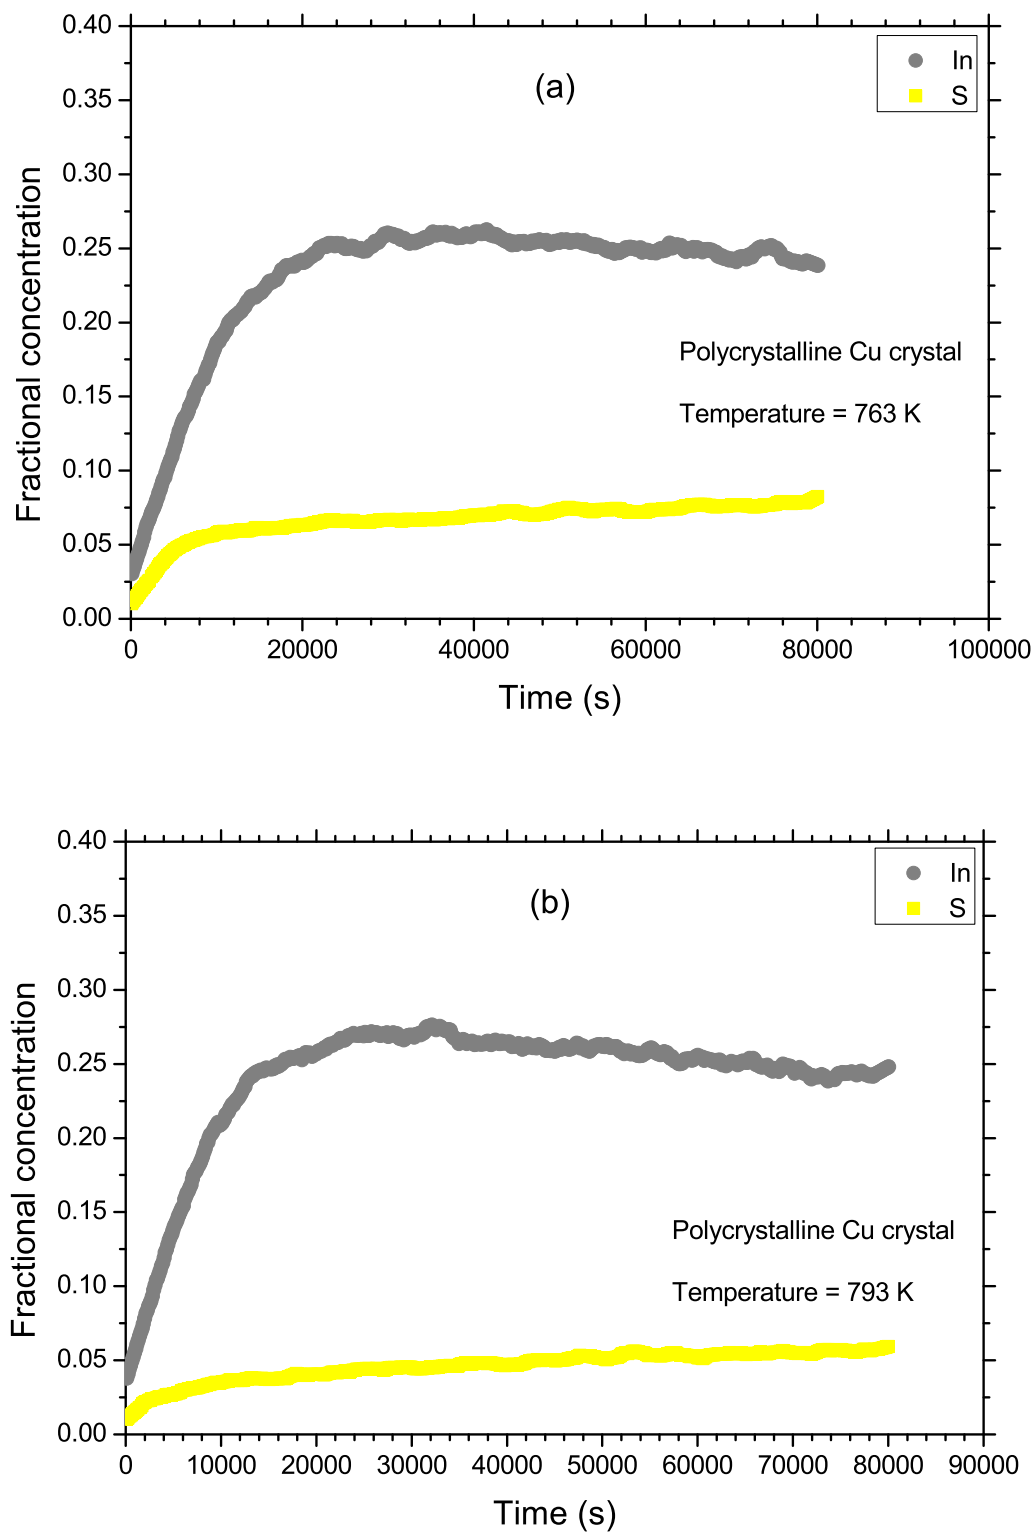 (a)
In
S
Fractional concentration
0.40
0.35
0.30
0.25
0.20
0.15
0.10
0.05
0.00
Polycrystalline Cu crystal
Temperature = 763 K
0 20000 40000 60000 80000 100000
Time (s)
(b)
In
S
Fractional concentration
0.40
0.35
0.30
0.25
0.20
0.15
0.10
0.05
0.00
Polycrystalline Cu crystal
Temperature = 793 K
0 10000 20000 30000 40000 50000 60000 70000 80000 90000
Time (s)